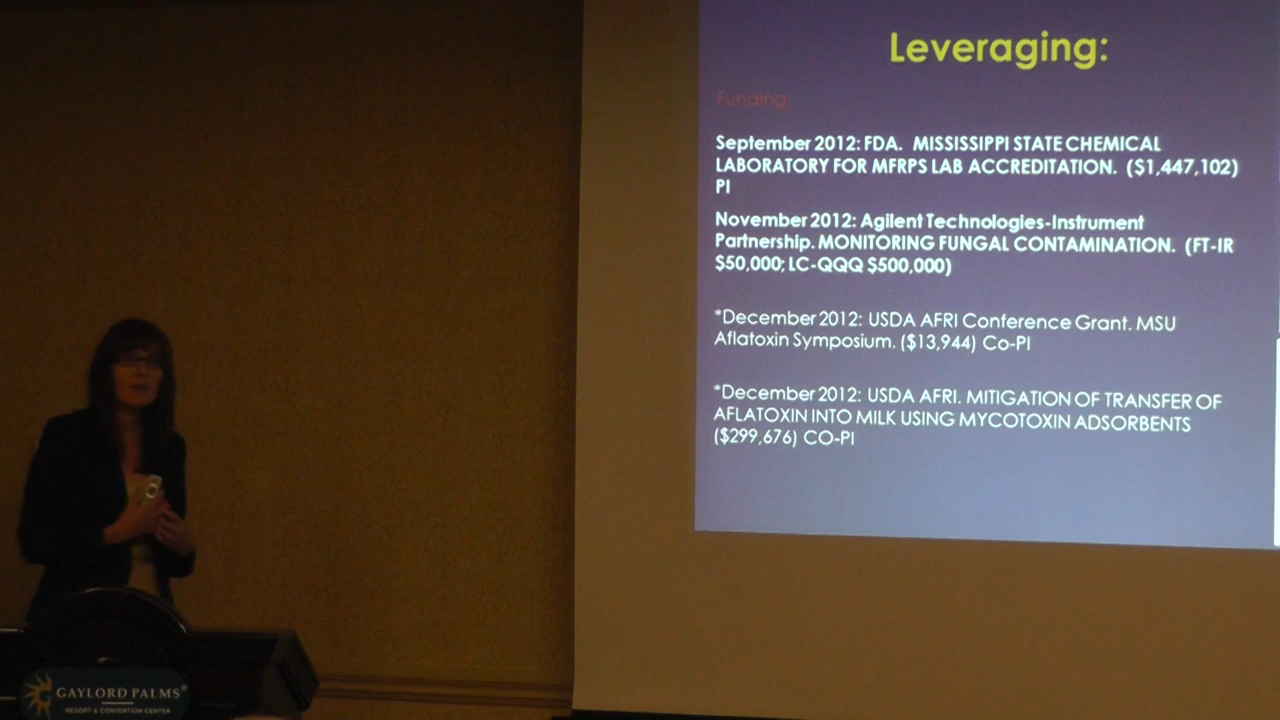 Leveraging:
Funding:
September 2012: FDA. MISSISSIPPI STATE CHEMICAL
LABORATORY FOR MFRPS LAB ACCREDITATION. ($1,447,102)
PI
November 2012: Agilent Technologies-Instrument
Partnership. MONITORING FUNGAL CONTAMINATION. (FT-IR
$50,000; LC-QQQ $500,000)
*December 2012: USDA AFRI Conference Grant. MSU
Aflatoxin Symposium. ($13,944) Co-PI
*December 2012: USDA AFRI. MITIGATION OF TRANSFER OF
AFLATOXIN INTO MILK USING MYCOTOXIN ADSORBENTS
($299,676) CO-PI
GAYLORD PALMS®
RESORT & CONVENTION CENTER